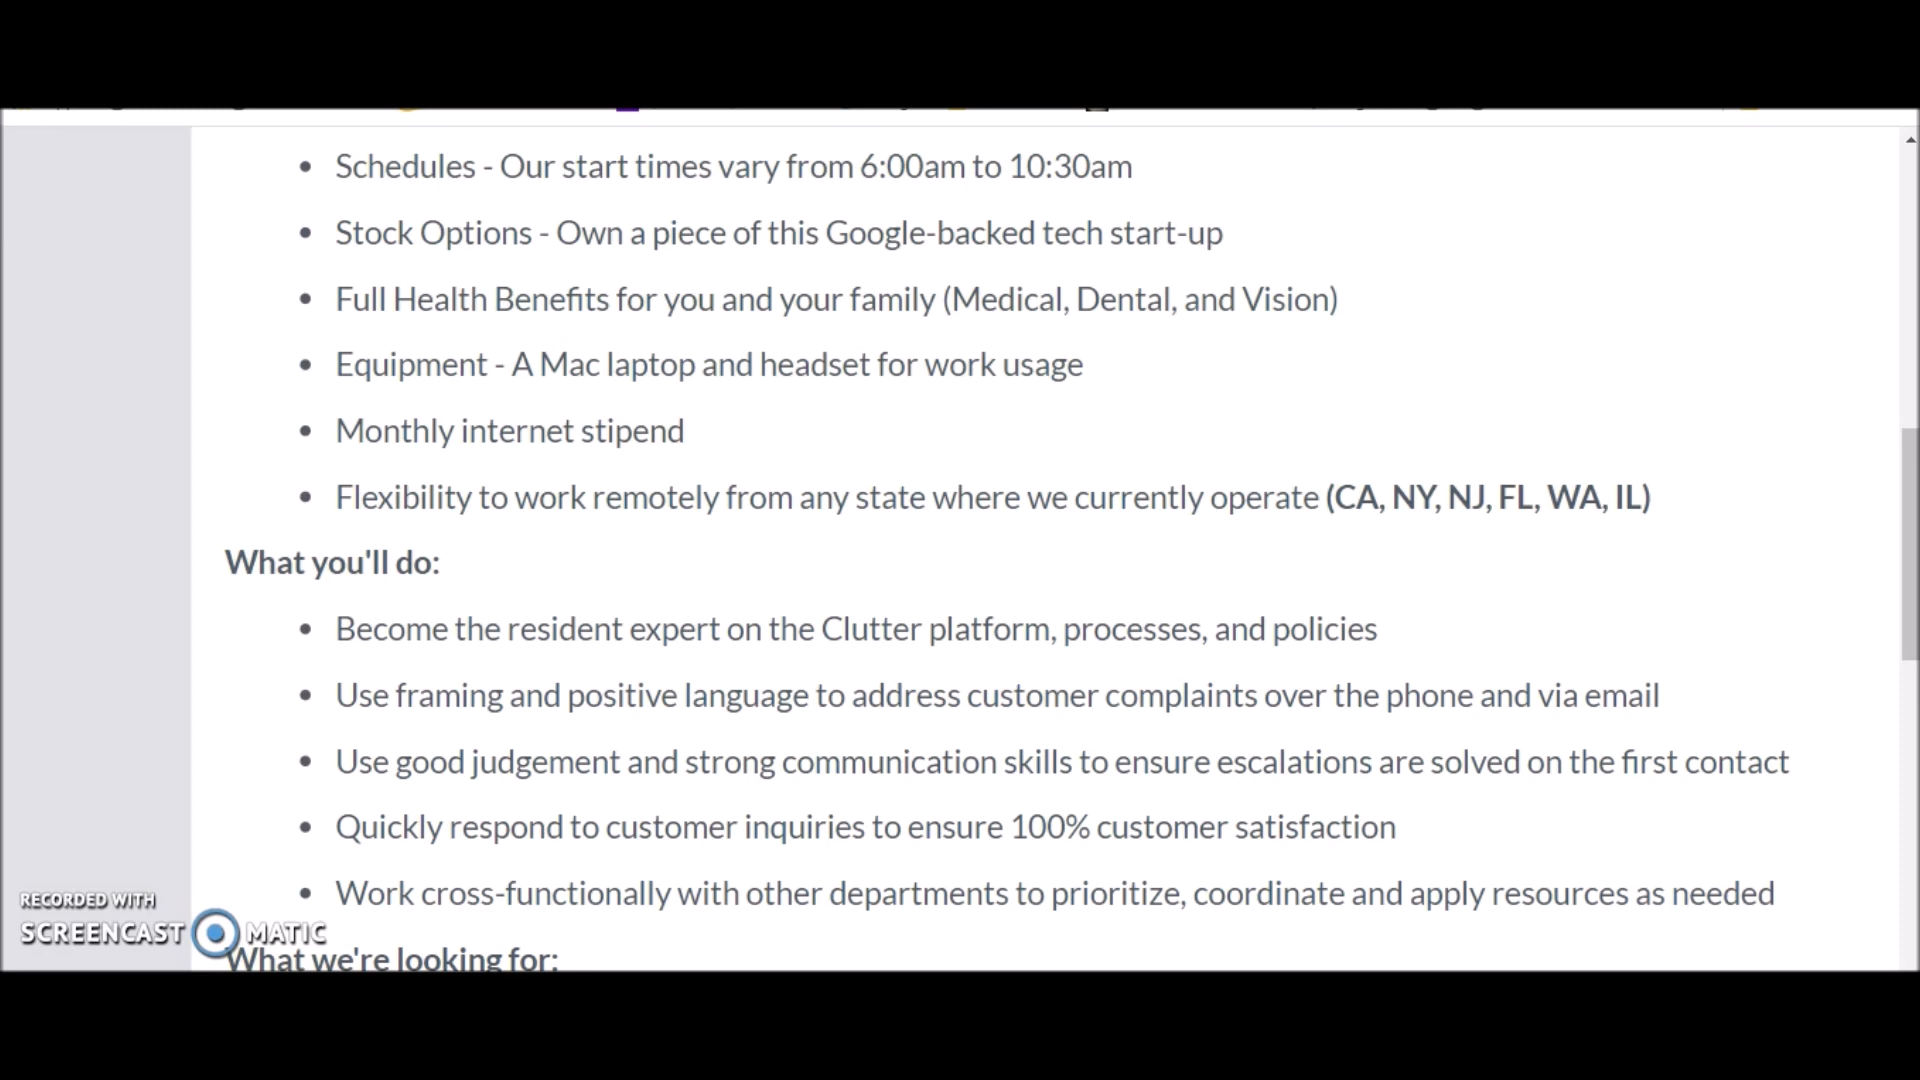 Schedules - Our start times vary from 6:00am to 10:30am
Stock Options - Own a piece of this Google-backed tech start-up
Full Health Benefits for you and your family (Medical, Dental, and Vision)
Equipment - A Mac laptop and headset for work usage
Monthly internet stipend
Flexibility to work remotely from any state where we currently operate (CA, NY, NJ, FL, WA, IL)
What you'll do:
Become the resident expert on the Clutter platform, processes, and policies
Use framing and positive language to address customer complaints over the phone and via email
Use good judgement and strong communication skills to ensure escalations are solved on the first contact
Quickly respond to customer inquiries to ensure 100% customer satisfaction
Work cross-functionally with other departments to prioritize, coordinate and apply resources as needed
RECORDED WITH
SCREENCAST MATIC
What we're looking for: